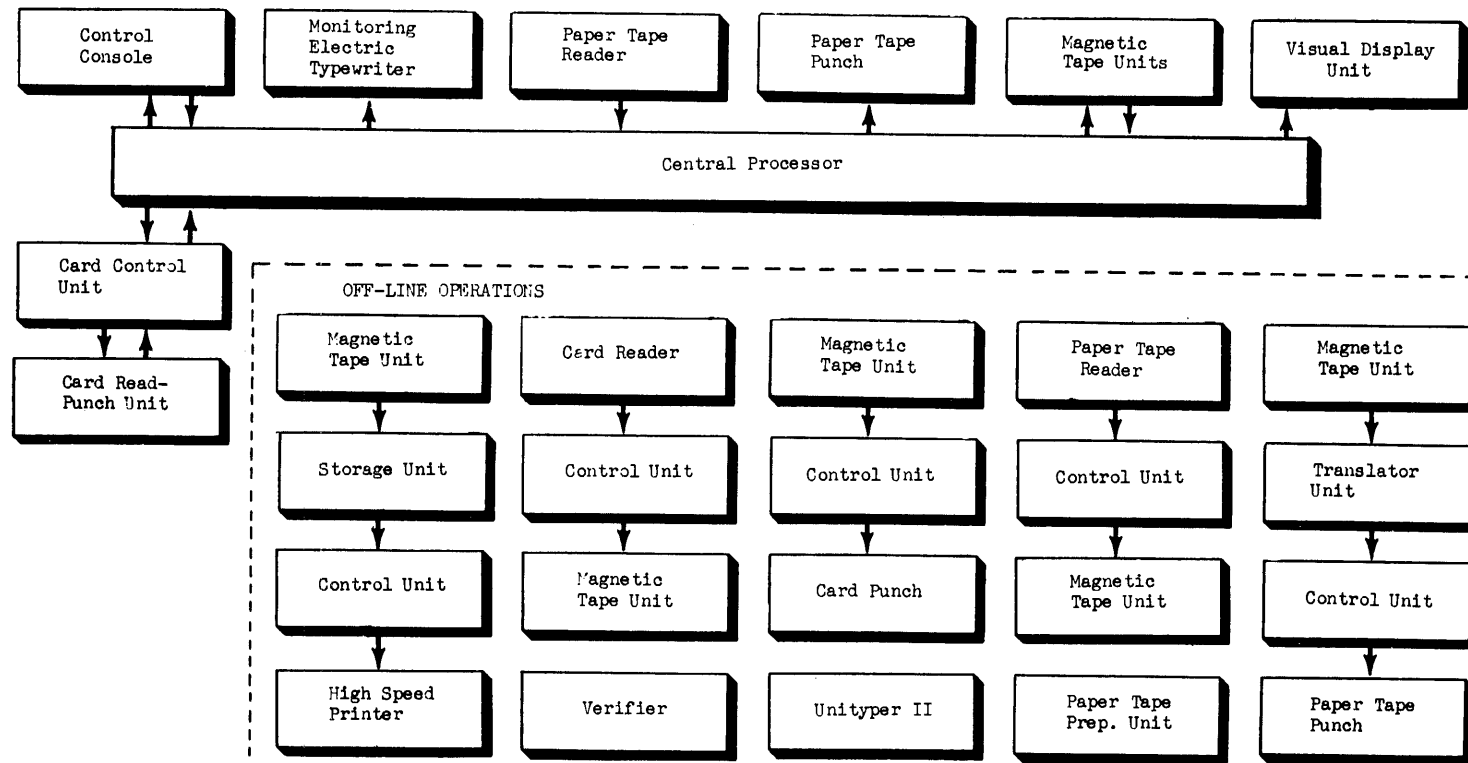 Control
Console
Monitoring
Electric
Typewriter
Paper Tape
Reader
Paper Tape
Punch
Magnetic
Tape Units
Visual Display
Unit
Central Processor
Card Control
Unit
Card Read-
Punch Unit
OFF-LINE OPERATIONS
Magnetic
Tape Unit
Card Reader
Magnetic
Tape Unit
Paper Tape
Reader
Magnetic
Tape Unit
Storage Unit
Control Unit
Control Unit
Control Unit
Translator
Unit
Control Unit
Magnetic
Tape Unit
Card Punch
Magnetic
Tape Unit
Control Unit
High Speed
Printer
Verifier
Unityper II
Paper Tape
Prep. Unit
Paper Tape
Punch